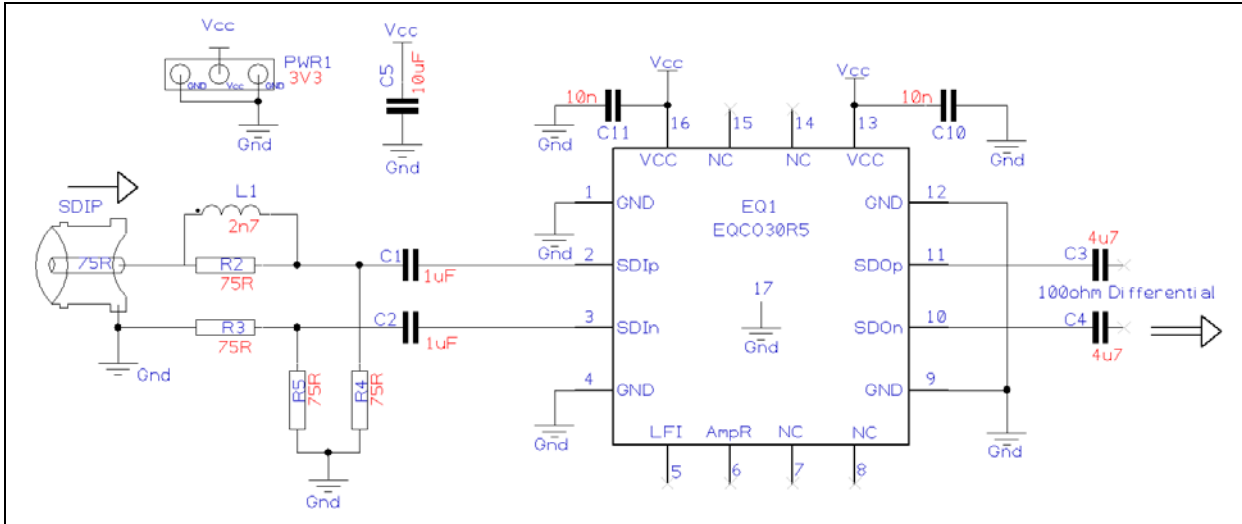 Vcc
PWR1
3V3
GND
Vcc
GND
Gnd
Vcc
C5
10uF
Gnd
Vcc
10n
C11
Gnd
16
15
14
Vcc
10n
13
C10
Gnd
VCC
NC
NC
VCC
SDIP
75R
L1
2n7
R2
75R
R3
75R
Gnd
R5
75R
R4
75R
Gnd
C1
1uF
C2
1uF
1
GND
Gnd
2
SDIp
3
SDIn
4
GND
Gnd
EQ1
EQCO30R5
17
Gnd
12
GND
11
SDOp
10
SDOn
9
GND
Gnd
C3
4u7
100ohm Differential
C4
4u7
LFI
AmpR
NC
NC
5
6
7
8